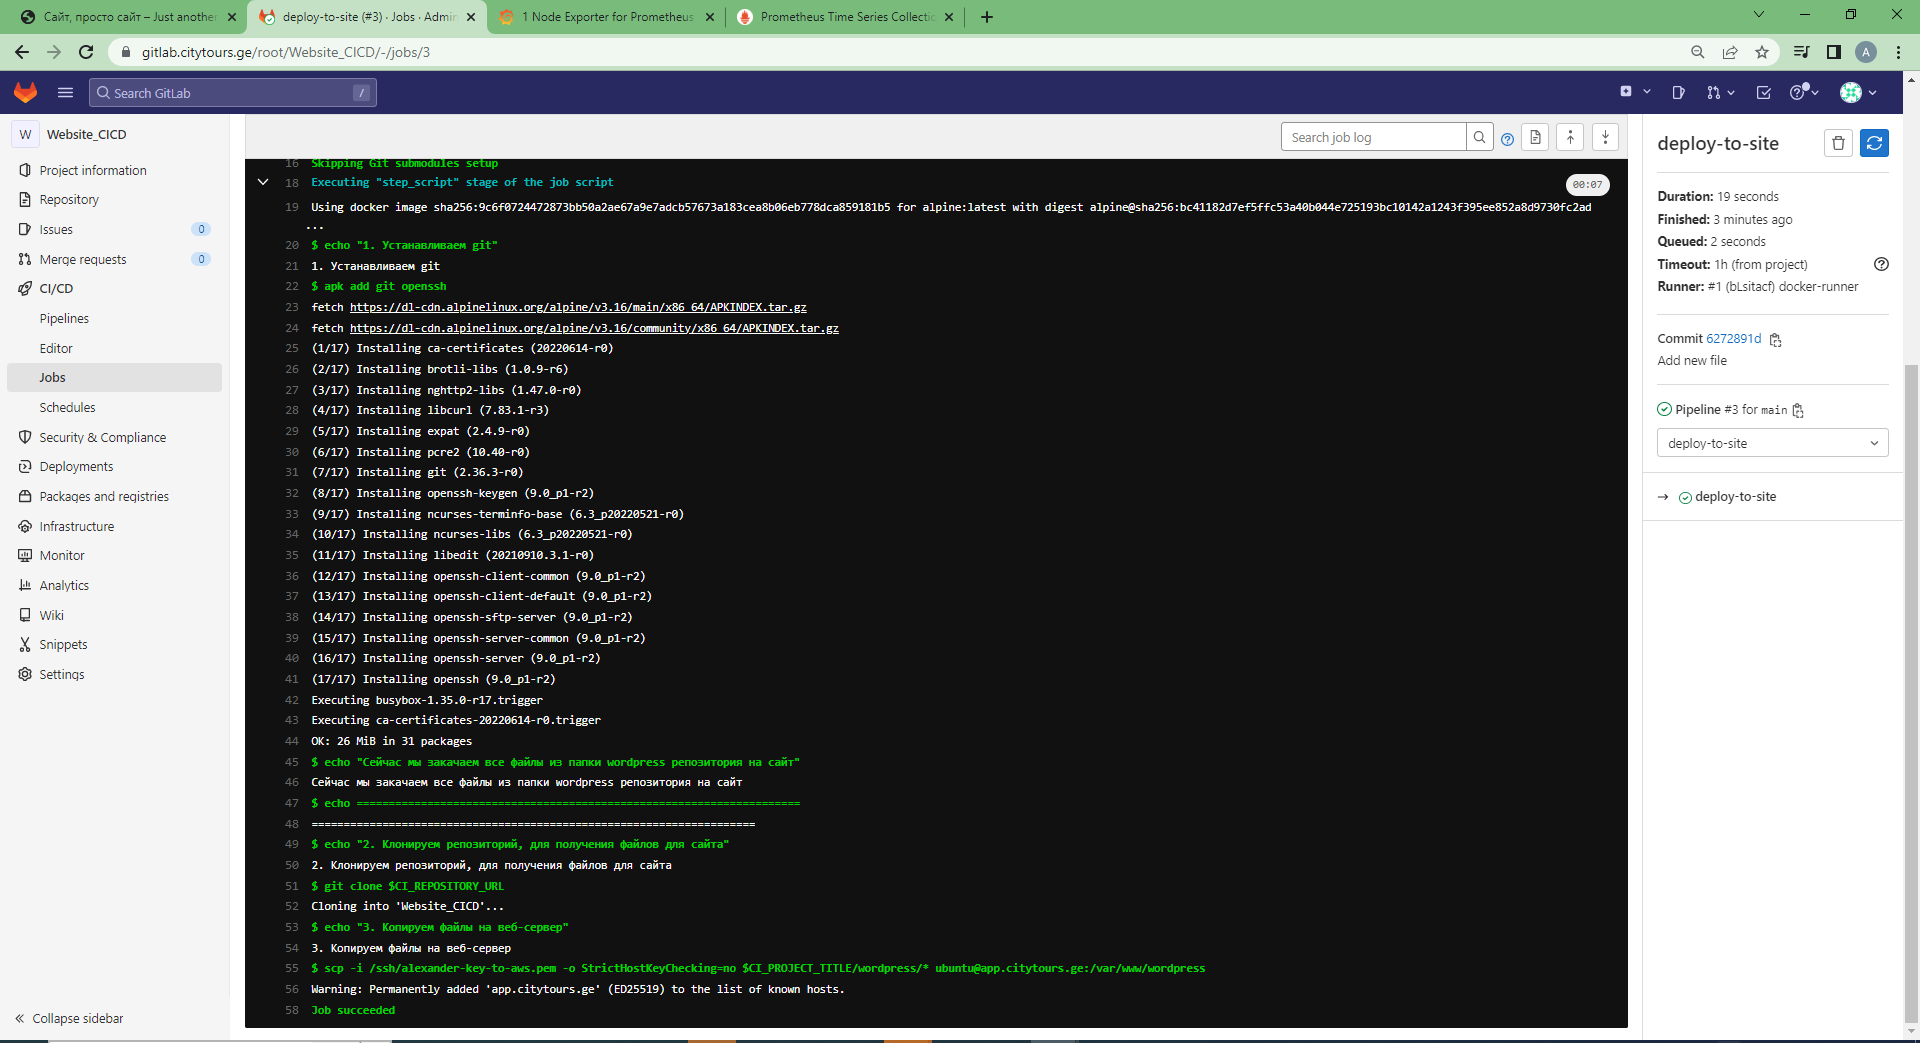 Сайт, просто сайт – Just another
deploy-to-site (#3) · Jobs · Admin
1 Node Exporter for Prometheus
Prometheus Time Series Collectio
gitlab.citytours.ge/root/Website_CICD/-/jobs/3
A
Search GitLab
/
W Website_CICD
Project information
Repository
Issues 0
Merge requests 0
CI/CD
Pipelines
Editor
Jobs
Schedules
Security & Compliance
Deployments
Packages and registries
Infrastructure
Monitor
Analytics
Wiki
Snippets
Settings
Collapse sidebar
Search job log
16 Skipping Git submodules setup
18 Executing "step_script" stage of the job script
00:07
19 Using docker image sha256:9c6f0724472873bb50a2ae67a9e7adcb57673a183cea8b06eb778dca859181b5 for alpine:latest with digest alpine@sha256:bc41182d7ef5ffc53a40b044e725193bc10142a1243f395ee852a8d9730fc2ad
...
20 $ echo "1. Устанавливаем git"
21 1. Устанавливаем git
22 $ apk add git openssh
23 fetch https://dl-cdn.alpinelinux.org/alpine/v3.16/main/x86_64/APKINDEX.tar.gz
24 fetch https://dl-cdn.alpinelinux.org/alpine/v3.16/community/x86_64/APKINDEX.tar.gz
25 (1/17) Installing ca-certificates (20220614-r0)
26 (2/17) Installing brotli-libs (1.0.9-r6)
27 (3/17) Installing nghttp2-libs (1.47.0-r0)
28 (4/17) Installing libcurl (7.83.1-r3)
29 (5/17) Installing expat (2.4.9-r0)
30 (6/17) Installing pcre2 (10.40-r0)
31 (7/17) Installing git (2.36.3-r0)
32 (8/17) Installing openssh-keygen (9.0_p1-r2)
33 (9/17) Installing ncurses-terminfo-base (6.3_p20220521-r0)
34 (10/17) Installing ncurses-libs (6.3_p20220521-r0)
35 (11/17) Installing libedit (20210910.3.1-r0)
36 (12/17) Installing openssh-client-common (9.0_p1-r2)
37 (13/17) Installing openssh-client-default (9.0_p1-r2)
38 (14/17) Installing openssh-sftp-server (9.0_p1-r2)
39 (15/17) Installing openssh-server-common (9.0_p1-r2)
40 (16/17) Installing openssh-server (9.0_p1-r2)
41 (17/17) Installing openssh (9.0_p1-r2)
42 Executing busybox-1.35.0-r17.trigger
43 Executing ca-certificates-20220614-r0.trigger
44 OK: 26 MiB in 31 packages
45 $ echo "Сейчас мы закачаем все файлы из папки wordpress репозитория на сайт"
46 Сейчас мы закачаем все файлы из папки wordpress репозитория на сайт
47 $ echo =====================================================================
48 =====================================================================
49 $ echo "2. Клонируем репозиторий, для получения файлов для сайта"
50 2. Клонируем репозиторий, для получения файлов для сайта
51 $ git clone $CI_REPOSITORY_URL
52 Cloning into 'Website_CICD'...
53 $ echo "3. Копируем файлы на веб-сервер"
54 3. Копируем файлы на веб-сервер
55 $ scp -i /ssh/alexander-key-to-aws.pem -o StrictHostKeyChecking=no $CI_PROJECT_TITLE/wordpress/* ubuntu@app.citytours.ge:/var/www/wordpress
56 Warning: Permanently added 'app.citytours.ge' (ED25519) to the list of known hosts.
58 Job succeeded
deploy-to-site
Duration: 19 seconds
Finished: 3 minutes ago
Queued: 2 seconds
Timeout: 1h (from project)
Runner: #1 (bLsitacf) docker-runner
Commit 6272891d
Add new file
Pipeline #3 for main
deploy-to-site
→ deploy-to-site